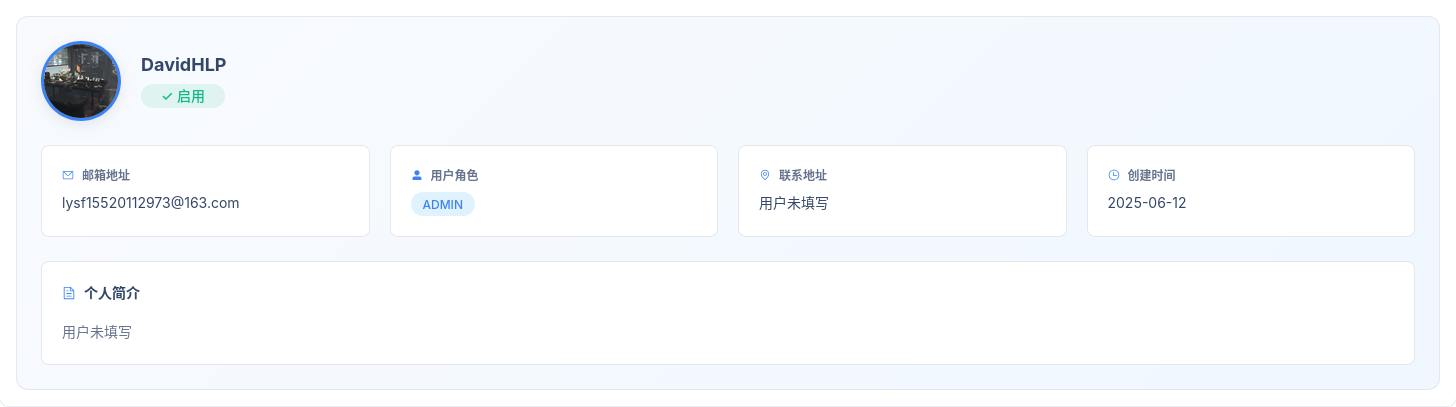 DavidHLP
启用
邮箱地址
lysf15520112973@163.com
用户角色
ADMIN
联系地址
用户未填写
创建时间
2025-06-12
个人简介
用户未填写